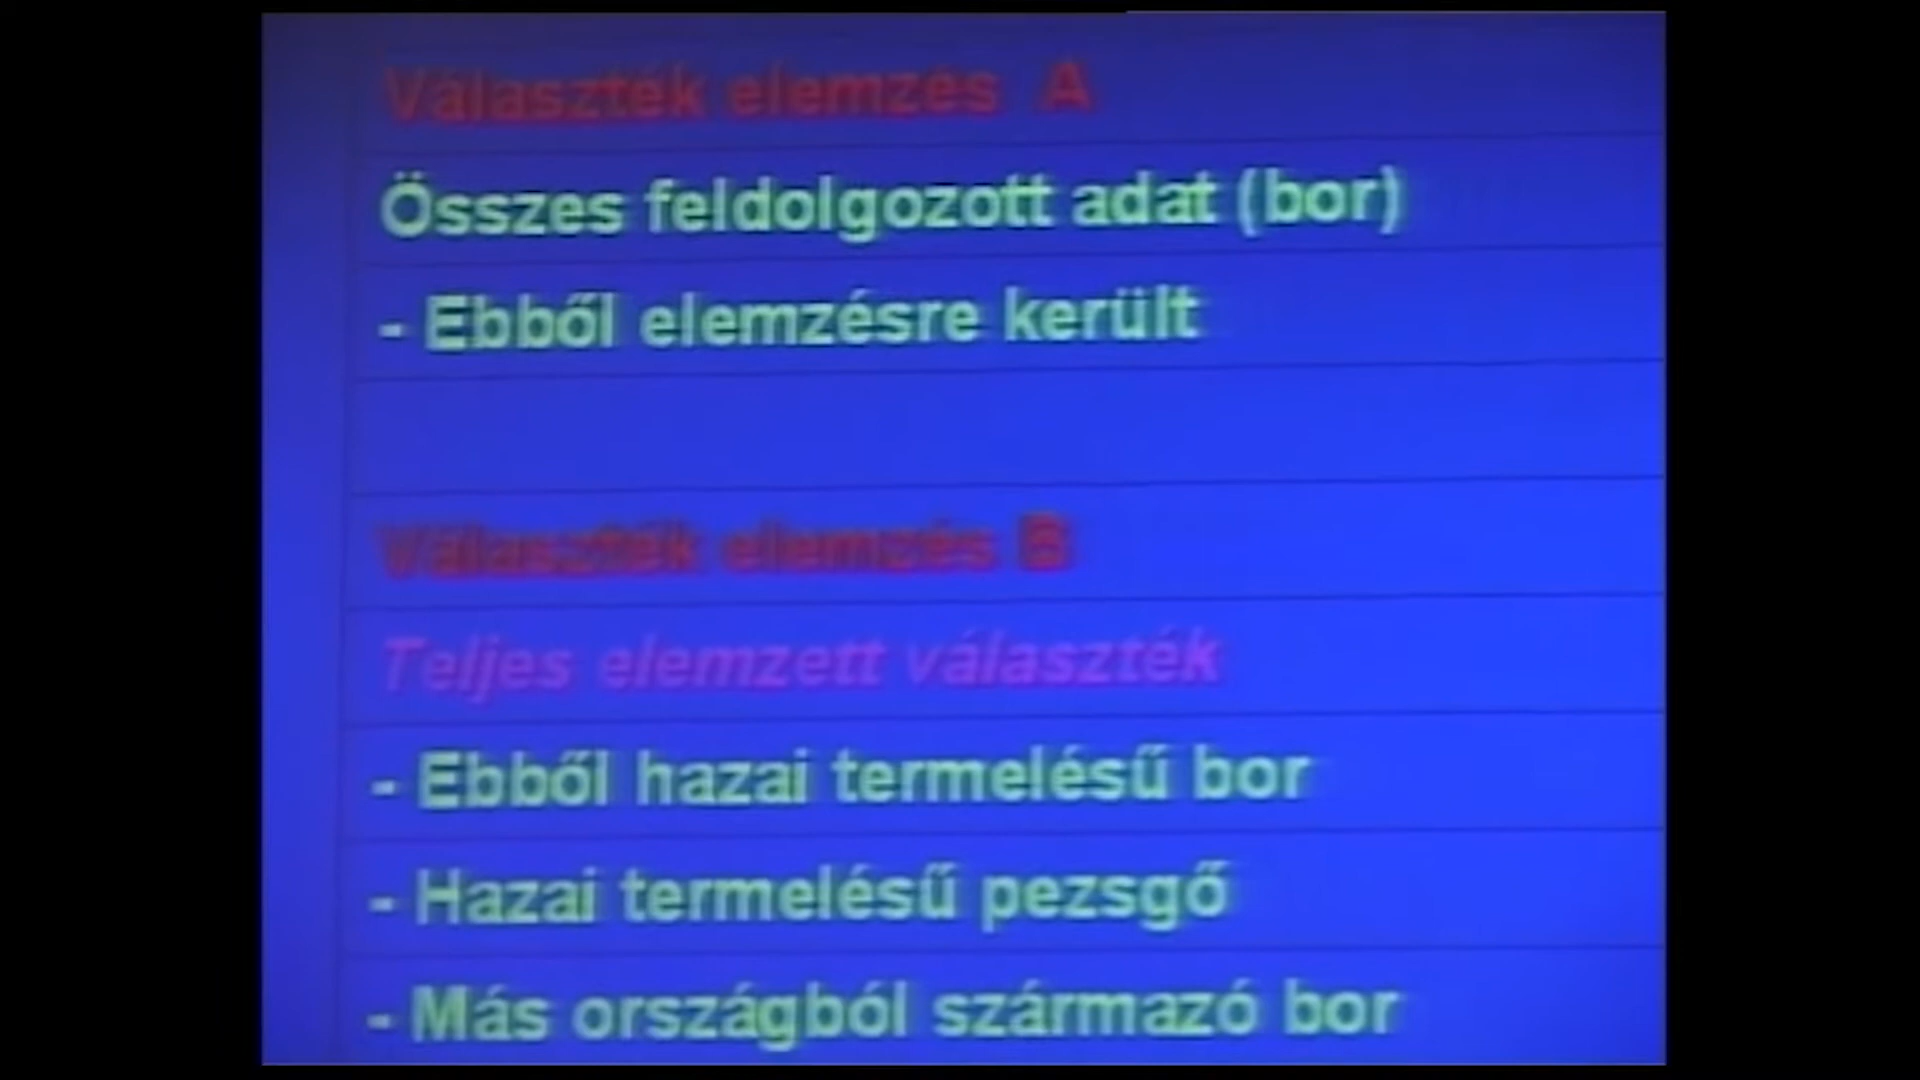 Választék elemzés A
Összes feldolgozott adat (bor)
- Ebből elemzésre került
Választék elemzés B
Teljes elemzett választék
- Ebből hazai termelésű bor
- Hazai termelésű pezsgő
- Más országból származó bor